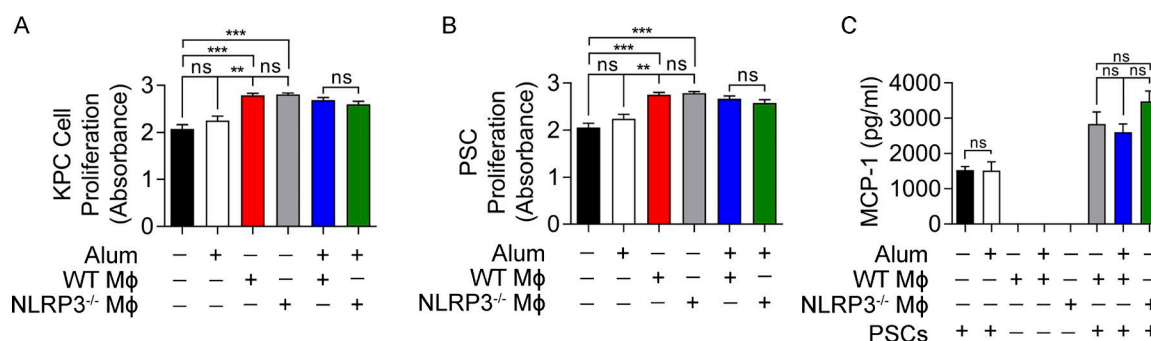 A
KPC Cell
Proliferation
(Absorbance)
3
2
1
0
***
***
ns
**
ns
ns
Alum – + – – + +
WT Mϕ – – + – + –
NLRP3-/- Mϕ – – – + – +
B
PSC
Proliferation
(Absorbance)
3
2
1
0
***
***
ns
**
ns
ns
Alum – + – – + +
WT Mϕ – – + – + –
NLRP3-/- Mϕ – – – + – +
C
MCP-1 (pg/ml)
4000
3000
2000
1000
0
ns
ns
ns
ns
Alum – + – + – – + +
WT Mϕ – – + + – + + –
NLRP3-/- Mϕ – – – – + – – +
PSCs + + – – – + + +